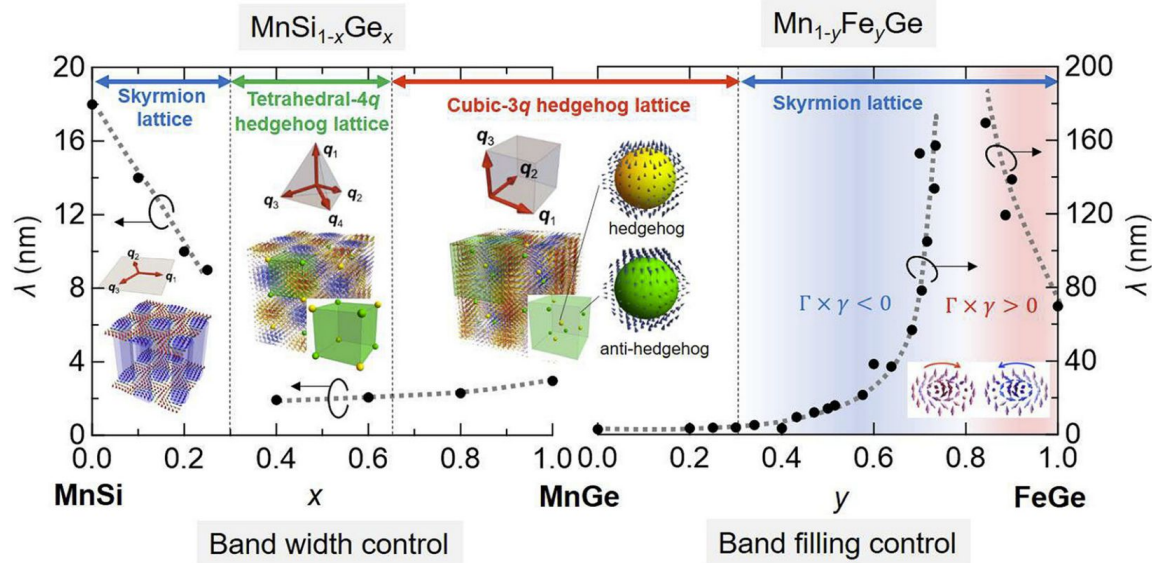 MnSi1-xGex
Mn1-yFeyGe
20
16
12
8
4
0
λ (nm)
Skyrmion
lattice
Tetrahedral-4q
hedgehog lattice
Cubic-3q hedgehog lattice
Skyrmion lattice
200
160
120
80
40
0
λ (nm)
q2
q1
q3
q1
q2
q3
q4
q3
q2
q1
hedgehog
anti-hedgehog
Γ × γ < 0
Γ × γ > 0
0.0 0.2 0.4 0.6 0.8 1.0
0.0 0.2 0.4 0.6 0.8 1.0
MnSi x MnGe y FeGe
Band width control
Band filling control